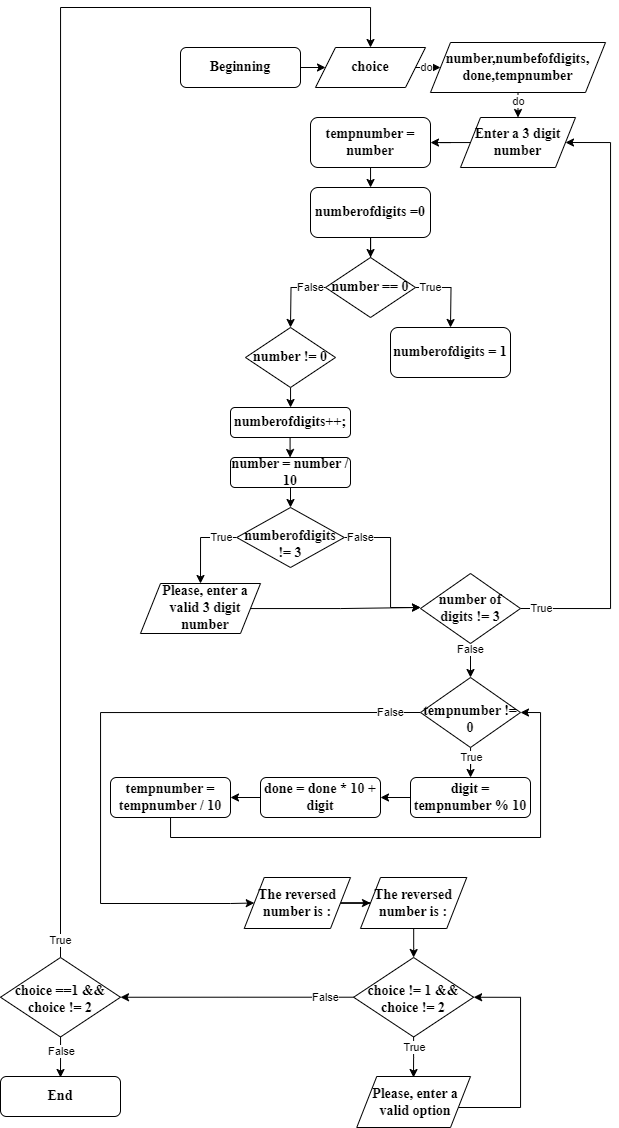 Beginning
choice
do
number,numbefofdigits,
done,tempnumber
do
tempnumber =
number
Enter a 3 digit
number
numberofdigits =0
number == 0
False
True
number != 0
numberofdigits = 1
numberofdigits++;
number = number /
10
numberofdigits
!= 3
True
False
Please, enter a
valid 3 digit
number
number of
digits != 3
True
False
tempnumber !=
0
False
True
tempnumber =
tempnumber / 10
done = done * 10 +
digit
digit =
tempnumber % 10
The reversed
number is :
The reversed
number is :
True
choice ==1 &&
choice != 2
False
choice != 1 &&
choice != 2
False
True
End
Please, enter a
valid option